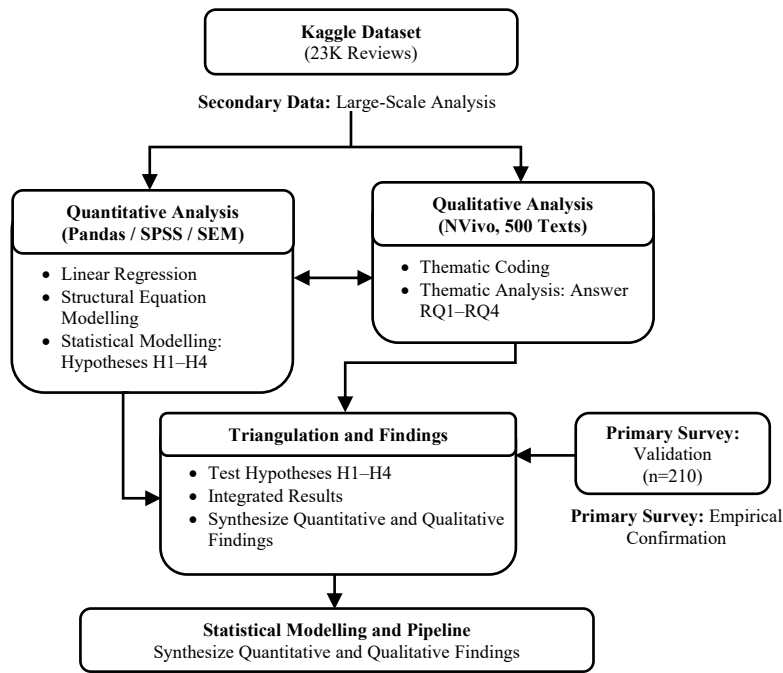 Kaggle Dataset
(23K Reviews)
Secondary Data: Large-Scale Analysis
Quantitative Analysis
(Pandas / SPSS / SEM)
• Linear Regression
• Structural Equation
Modelling
• Statistical Modelling:
Hypotheses H1–H4
Qualitative Analysis
(NVivo, 500 Texts)
• Thematic Coding
• Thematic Analysis: Answer
RQ1–RQ4
Triangulation and Findings
• Test Hypotheses H1–H4
• Integrated Results
• Synthesize Quantitative and Qualitative
Findings
Primary Survey:
Validation
(n=210)
Primary Survey: Empirical
Confirmation
Statistical Modelling and Pipeline
Synthesize Quantitative and Qualitative Findings